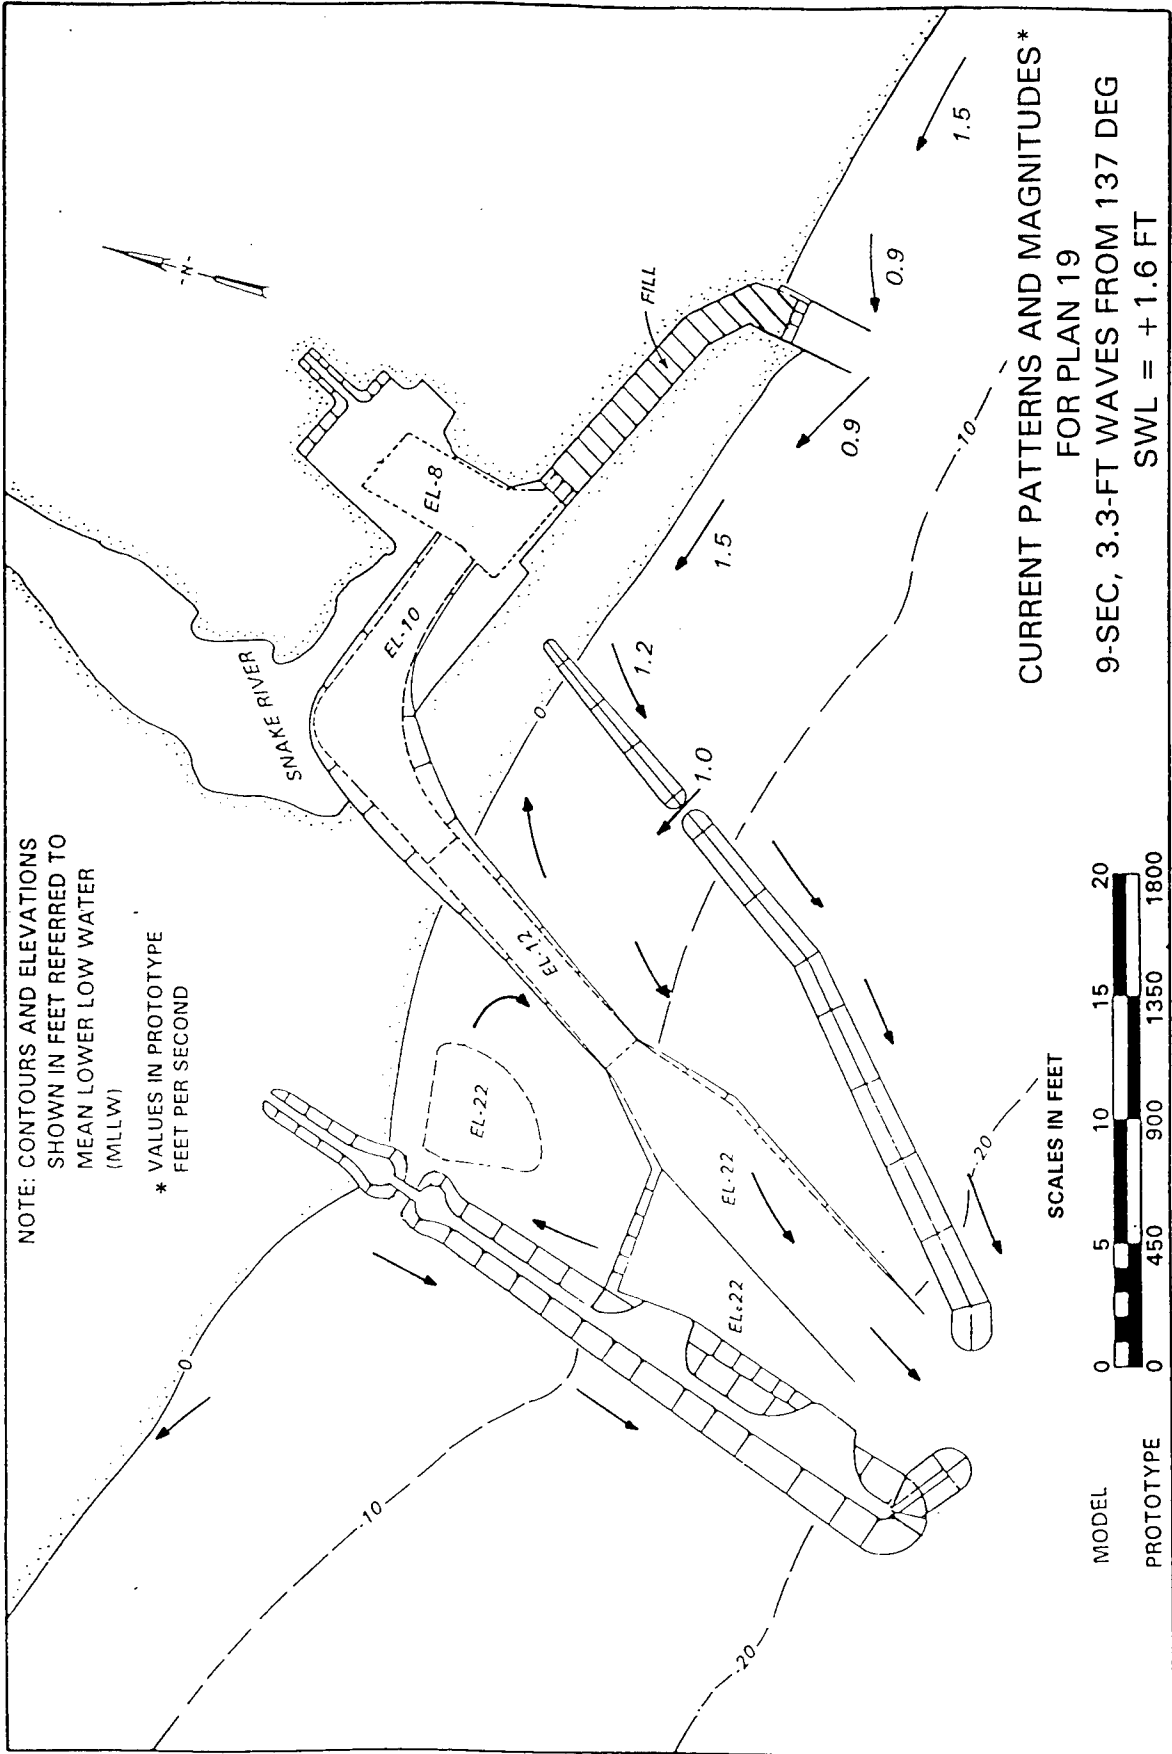 NOTE: CONTOURS AND ELEVATIONS
SHOWN IN FEET REFERRED TO
MEAN LOWER LOW WATER
(MLLW)
* VALUES IN PROTOTYPE
FEET PER SECOND
-N-
SNAKE RIVER
EL-8
EL-10
FILL
EL-12
EL-22
EL-22
EL-22
0
0
-10
-10
-20
-20
1.5
0.9
0.9
1.5
1.2
1.0
CURRENT PATTERNS AND MAGNITUDES*
FOR PLAN 19
9-SEC, 3.3-FT WAVES FROM 137 DEG
SWL = +1.6 FT
SCALES IN FEET
MODEL 0 5 10 15 20
PROTOTYPE 0 450 900 1350 1800